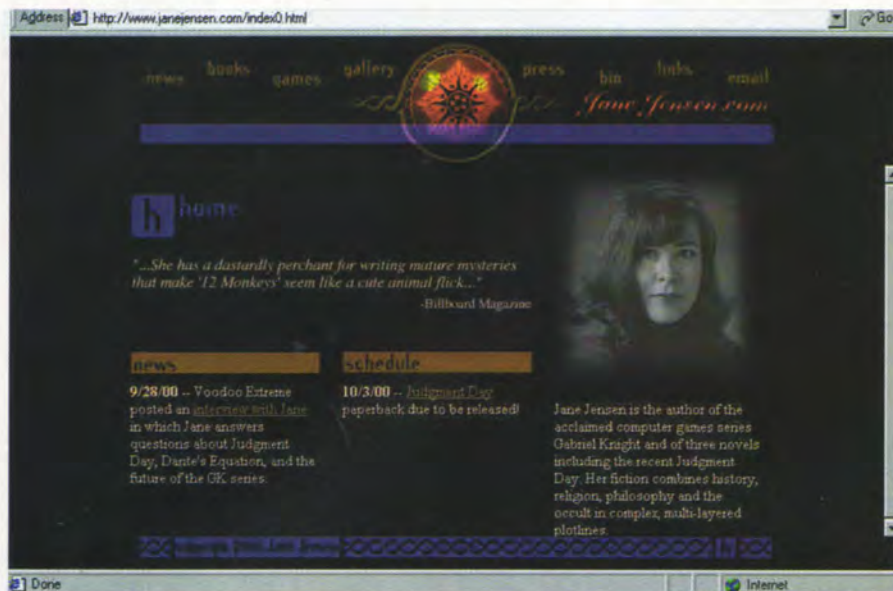 Address http://www.janejensen.com/index0.html Go
news books games gallery press bin links email
Jane Jensen.com
h home
"...She has a dastardly perchant for writing mature mysteries
that make '12 Monkeys' seem like a cute animal flick..."
-Billboard Magazine
news
9/28/00 -- Voodoo Extreme
posted an interview with Jane
in which Jane answers
questions about Judgment
Day, Dante's Equation, and the
future of the GK series.
schedule
10/3/00 -- Judgment Day
paperback due to be released!
Jane Jensen is the author of the
acclaimed computer games series
Gabriel Knight and of three novels
including the recent Judgment
Day. Her fiction combines history,
religion, philosophy and the
occult in complex, multi-layered
plotlines.
h
Done Internet